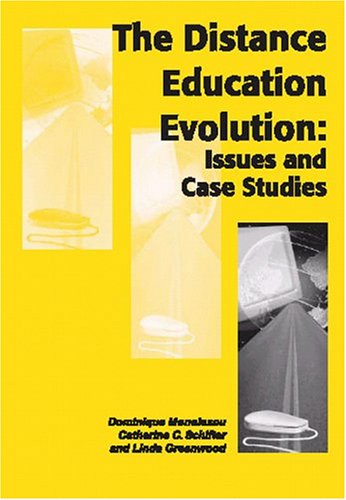 The Distance
Education
Evolution:
Issues and
Case Studies
Dominique Monolescu
Catherine C. Schifter
and Linda Greenwood